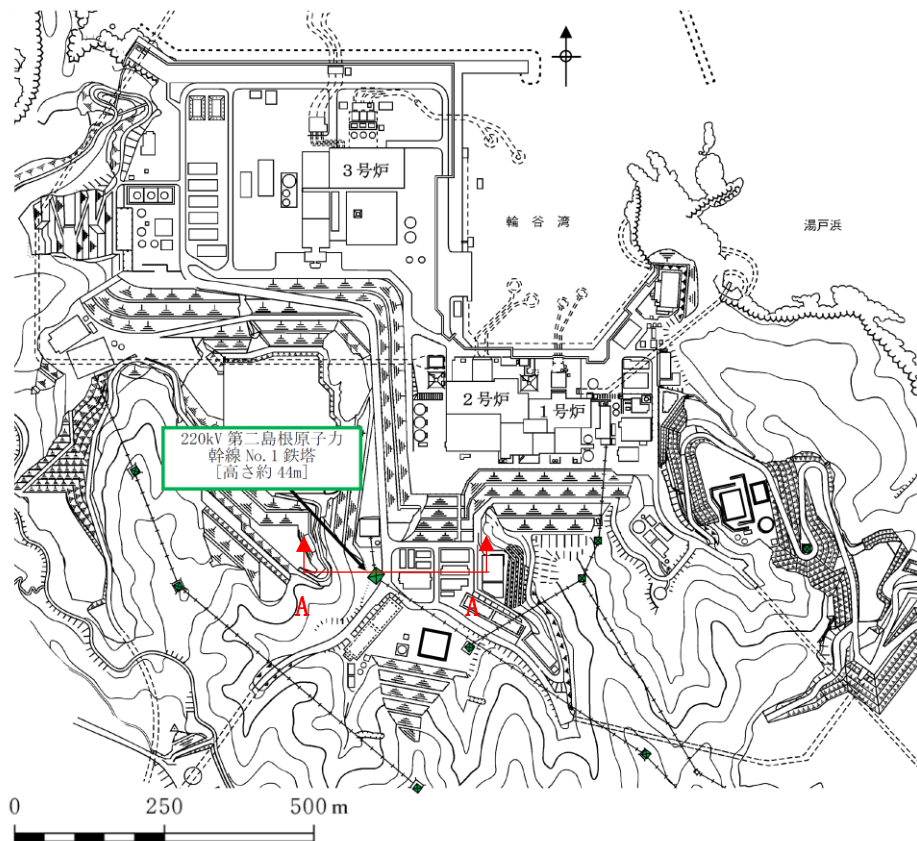 3号炉
輪谷湾
湯戸浜
2号炉
1号炉
220kV 第二島根原子力
幹線 No.1 鉄塔
[高さ約 44m]
A
A
0 250 500 m